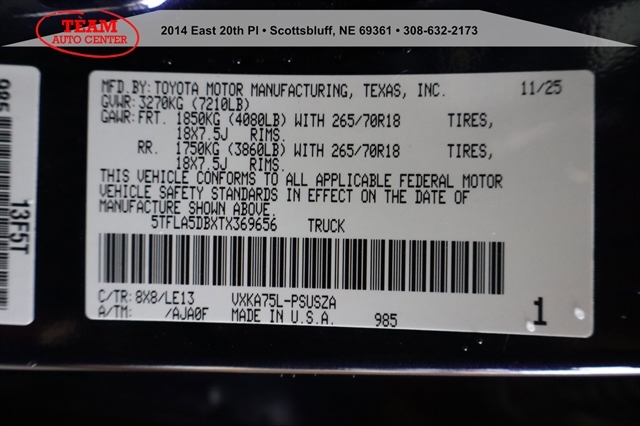 TEAM
AUTO CENTER
2014 East 20th Pl • Scottsbluff, NE 69361 • 308-632-2173
MFD.BY:TOYOTA MOTOR MANUFACTURING, TEXAS, INC. 11/25
GVWR:3270KG (7210LB)
GAWR:FRT. 1850KG (4080LB) WITH 265/70R18 TIRES,
18X7.5J RIMS.
RR. 1750KG (3860LB) WITH 265/70R18 TIRES,
18X7.5J RIMS.
THIS VEHICLE CONFORMS TO ALL APPLICABLE FEDERAL MOTOR
VEHICLE SAFETY STANDARDS IN EFFECT ON THE DATE OF
MANUFACTURE SHOWN ABOVE.
5TFLA5DBXTX369656 TRUCK
C/TR:8X8/LE13 VXKA75L-PSUSZA
A/TM: /AJA0F MADE IN U.S.A. 985 1
985
13F5T